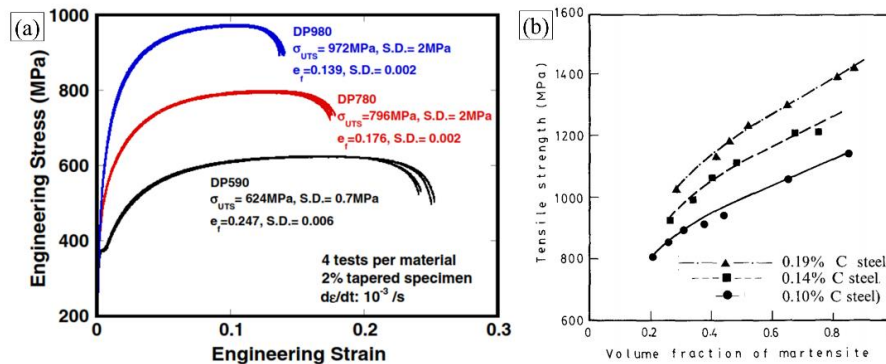 (a)
1000
800
600
400
200
Engineering Stress (MPa)
DP980
σUTS = 972MPa, S.D.= 2MPa
ef=0.139, S.D.= 0.002
DP780
σUTS =796MPa, S.D.= 2MPa
ef=0.176, S.D.= 0.002
DP590
σUTS = 624MPa, S.D.= 0.7MPa
ef=0.247, S.D.= 0.006
4 tests per material
2% tapered specimen
dε/dt: 10⁻³ /s
0 0.1 0.2 0.3
Engineering Strain
(b)
1600
1400
1200
1000
800
600
Tensile strength (MPa)
0.19% C steel
0.14% C steel
0.10% C steel)
0 0.2 0.4 0.6 0.8
Volume fraction of martensite